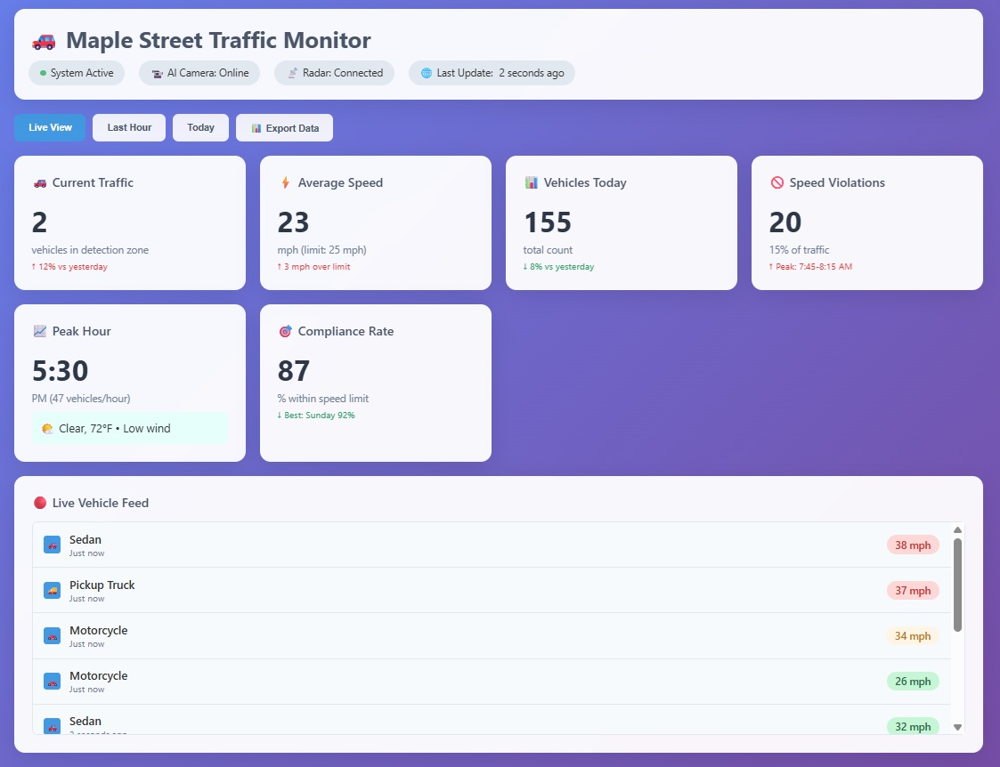 Maple Street Traffic Monitor
System Active
AI Camera: Online
Radar: Connected
Last Update: 2 seconds ago
Live View
Last Hour
Today
Export Data
Current Traffic
2
vehicles in detection zone
↑ 12% vs yesterday
Average Speed
23
mph (limit: 25 mph)
↑ 3 mph over limit
Vehicles Today
155
total count
↓ 8% vs yesterday
Speed Violations
20
15% of traffic
↑ Peak: 7:45-8:15 AM
Peak Hour
5:30
PM (47 vehicles/hour)
Clear, 72°F • Low wind
Compliance Rate
87
% within speed limit
↓ Best: Sunday 92%
Live Vehicle Feed
Sedan
Just now
38 mph
Pickup Truck
Just now
37 mph
Motorcycle
Just now
34 mph
Motorcycle
Just now
26 mph
Sedan
32 mph